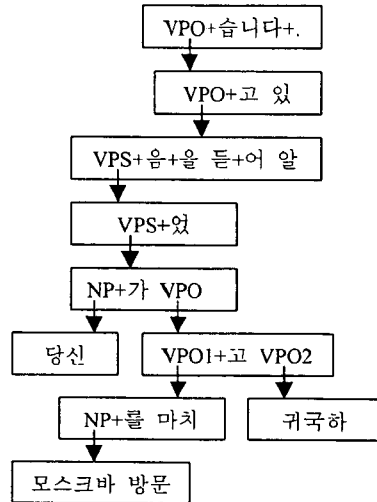 VPO+습니다+.
VPO+고 있
VPS+음+을 듣+어 알
VPS+었
NP+가 VPO
당신
VPO1+고 VPO2
NP+를 마치
귀국하
모스크바 방문